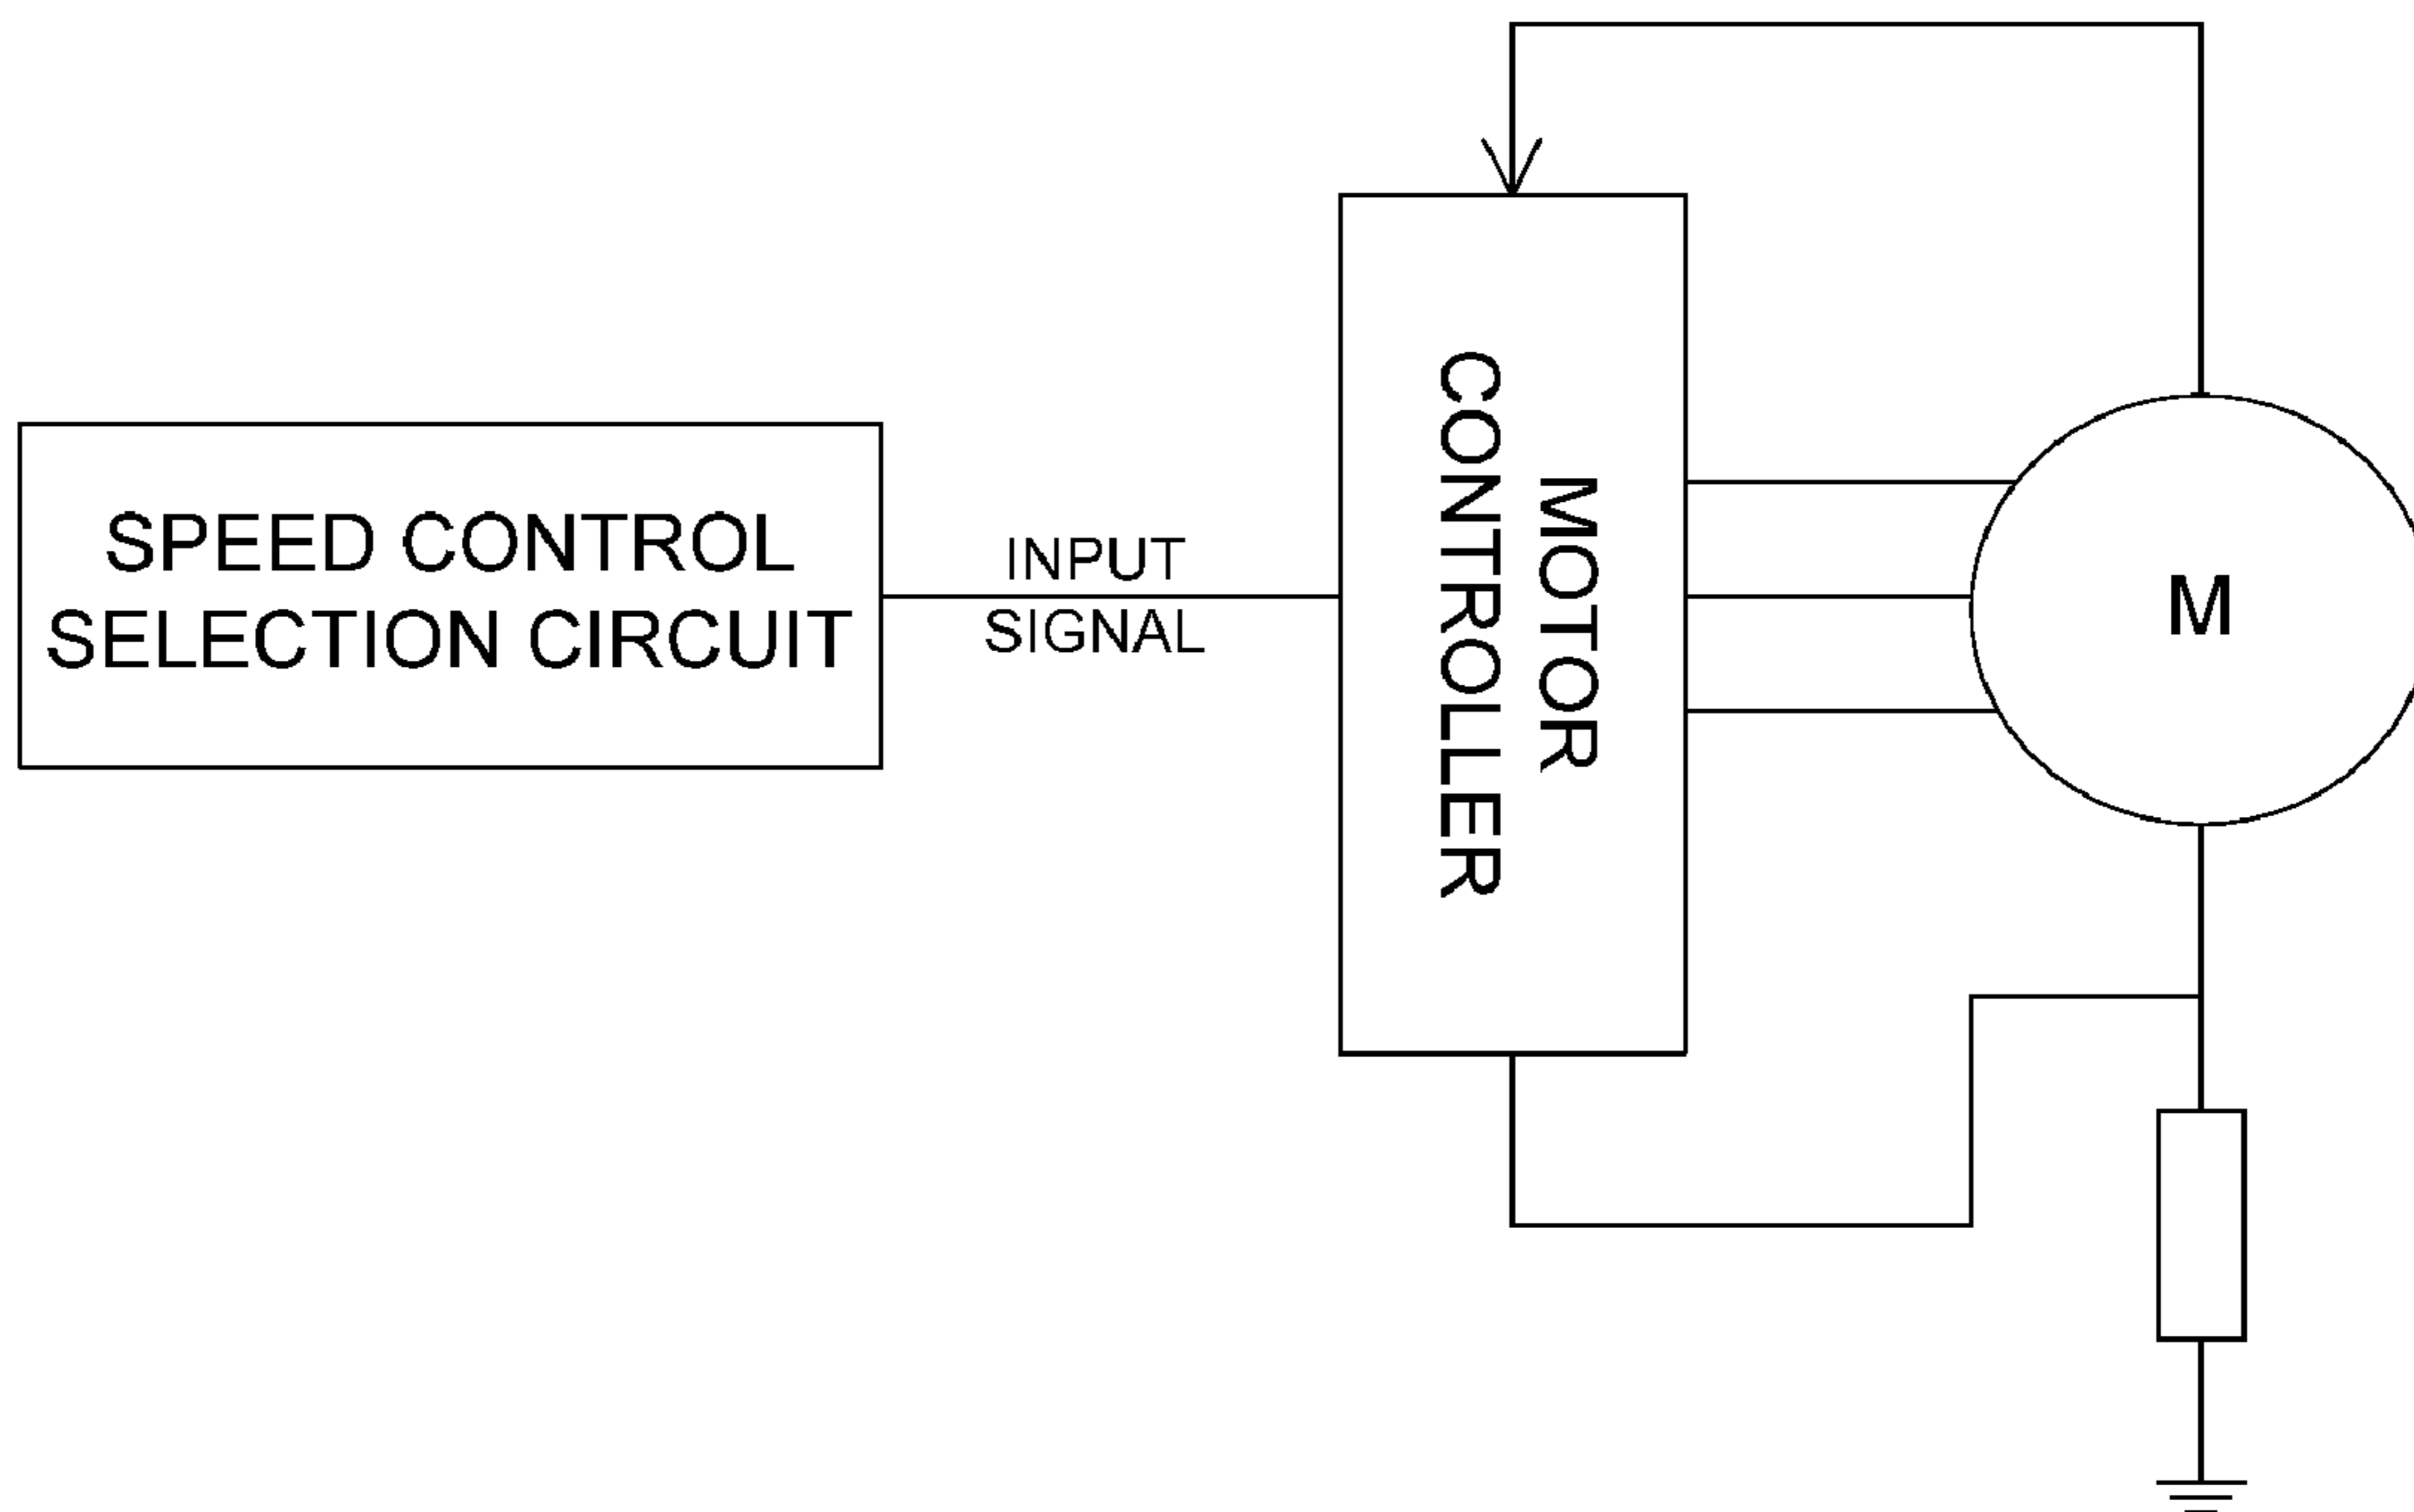 SPEED CONTROL
SELECTION CIRCUIT
INPUT
SIGNAL
MOTOR
CONTROLLER
M